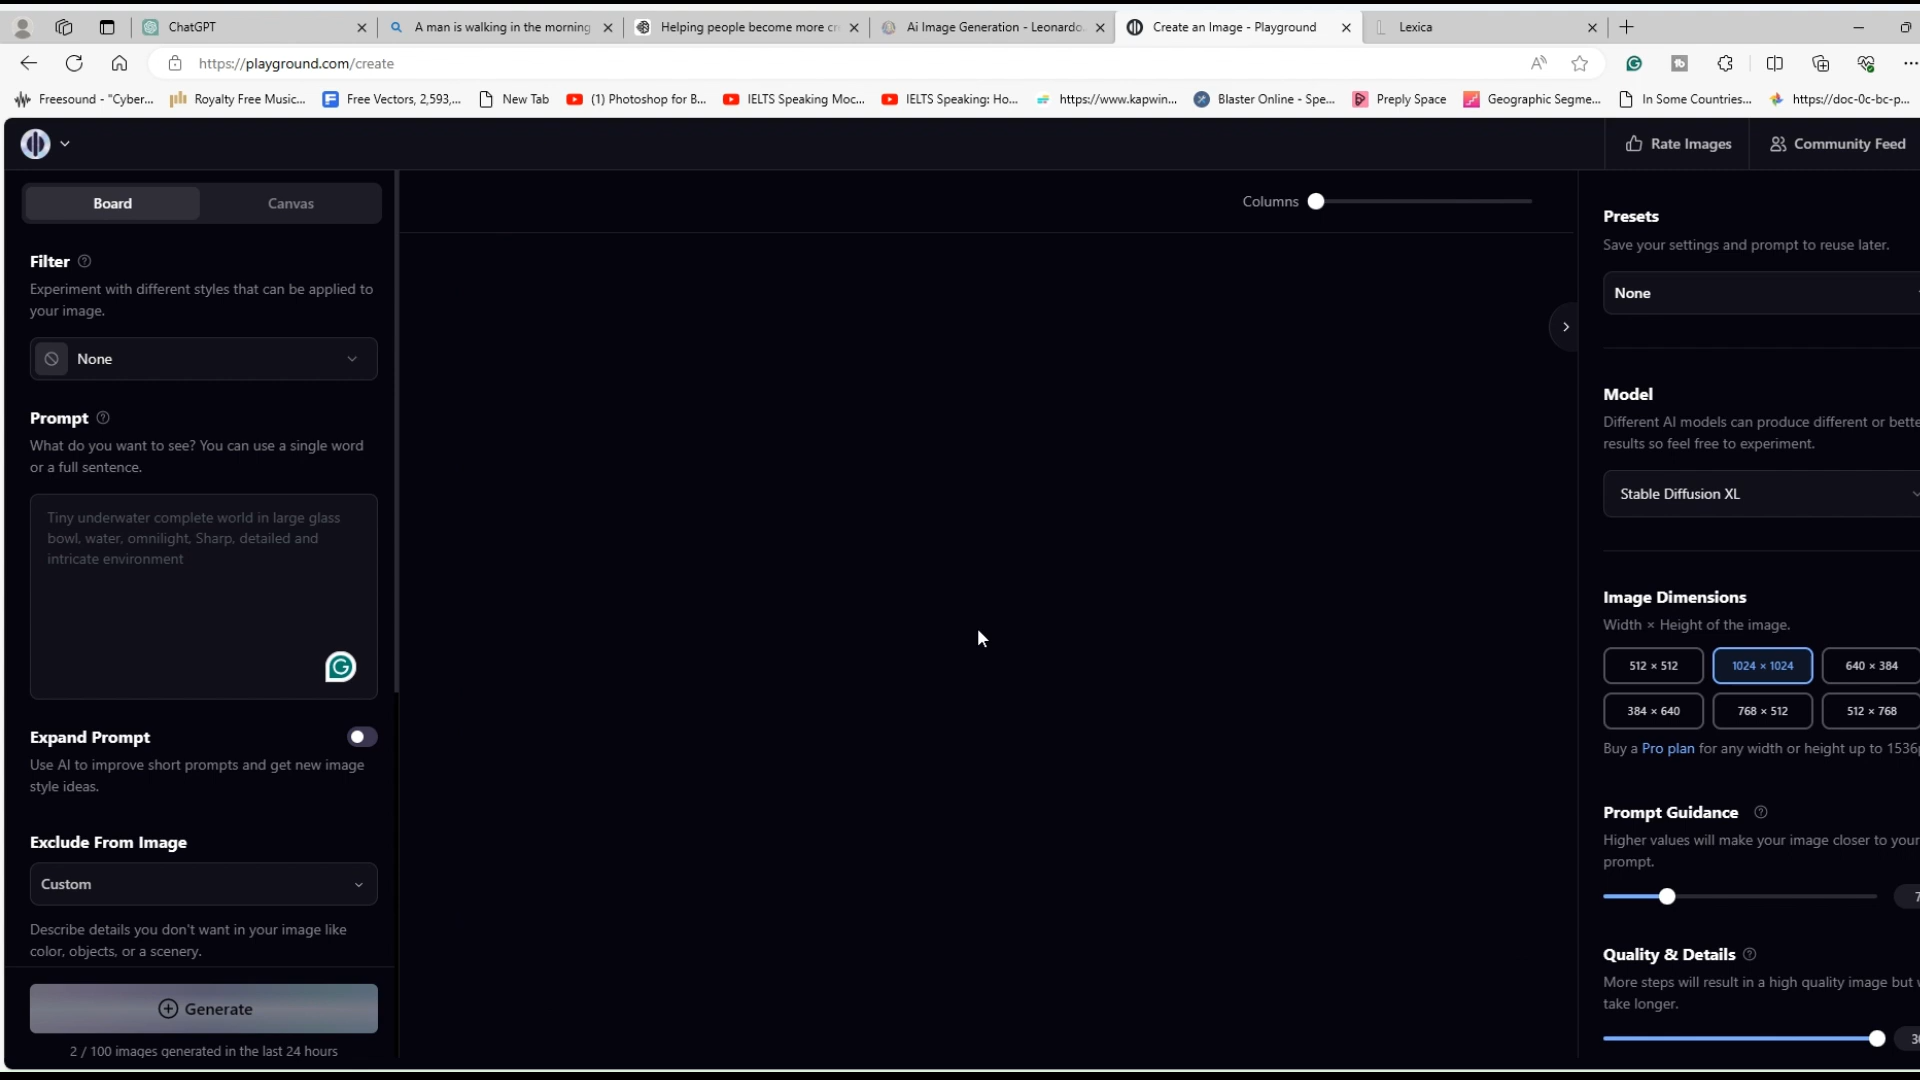 ChatGPT
A man is walking in the morning
Helping people become more cr
Ai Image Generation - Leonardo.
Create an Image - Playground
Lexica
https://playground.com/create
Freesound - "Cyber...
Royalty Free Music...
Free Vectors, 2,593,...
New Tab
(1) Photoshop for B...
IELTS Speaking Moc...
IELTS Speaking: Ho...
https://www.kapwin...
Blaster Online - Spe...
Preply Space
Geographic Segme...
In Some Countries...
https://doc-0c-bc-p...
Rate Images
Community Feed
Board
Canvas
Columns
Filter
Experiment with different styles that can be applied to
your image.
None
Prompt
What do you want to see? You can use a single word
or a full sentence.
Tiny underwater complete world in large glass
bowl, water, omnilight, Sharp, detailed and
intricate environment
Expand Prompt
Use AI to improve short prompts and get new image
style ideas.
Exclude From Image
Custom
Describe details you don't want in your image like
color, objects, or a scenery.
Generate
2 / 100 images generated in the last 24 hours
Presets
Save your settings and prompt to reuse later.
None
Model
Different AI models can produce different or bette
results so feel free to experiment.
Stable Diffusion XL
Image Dimensions
Width × Height of the image.
512 × 512
1024 × 1024
640 × 384
384 × 640
768 × 512
512 × 768
Buy a Pro plan for any width or height up to 1536
Prompt Guidance
Higher values will make your image closer to your
prompt.
7
Quality & Details
More steps will result in a high quality image but
take longer.